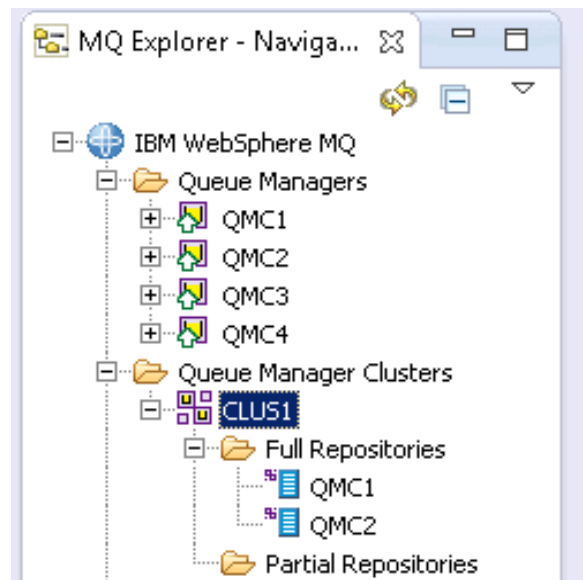 MQ Explorer - Naviga...
IBM WebSphere MQ
Queue Managers
QMC1
QMC2
QMC3
QMC4
Queue Manager Clusters
CLUS1
Full Repositories
QMC1
QMC2
Partial Repositories